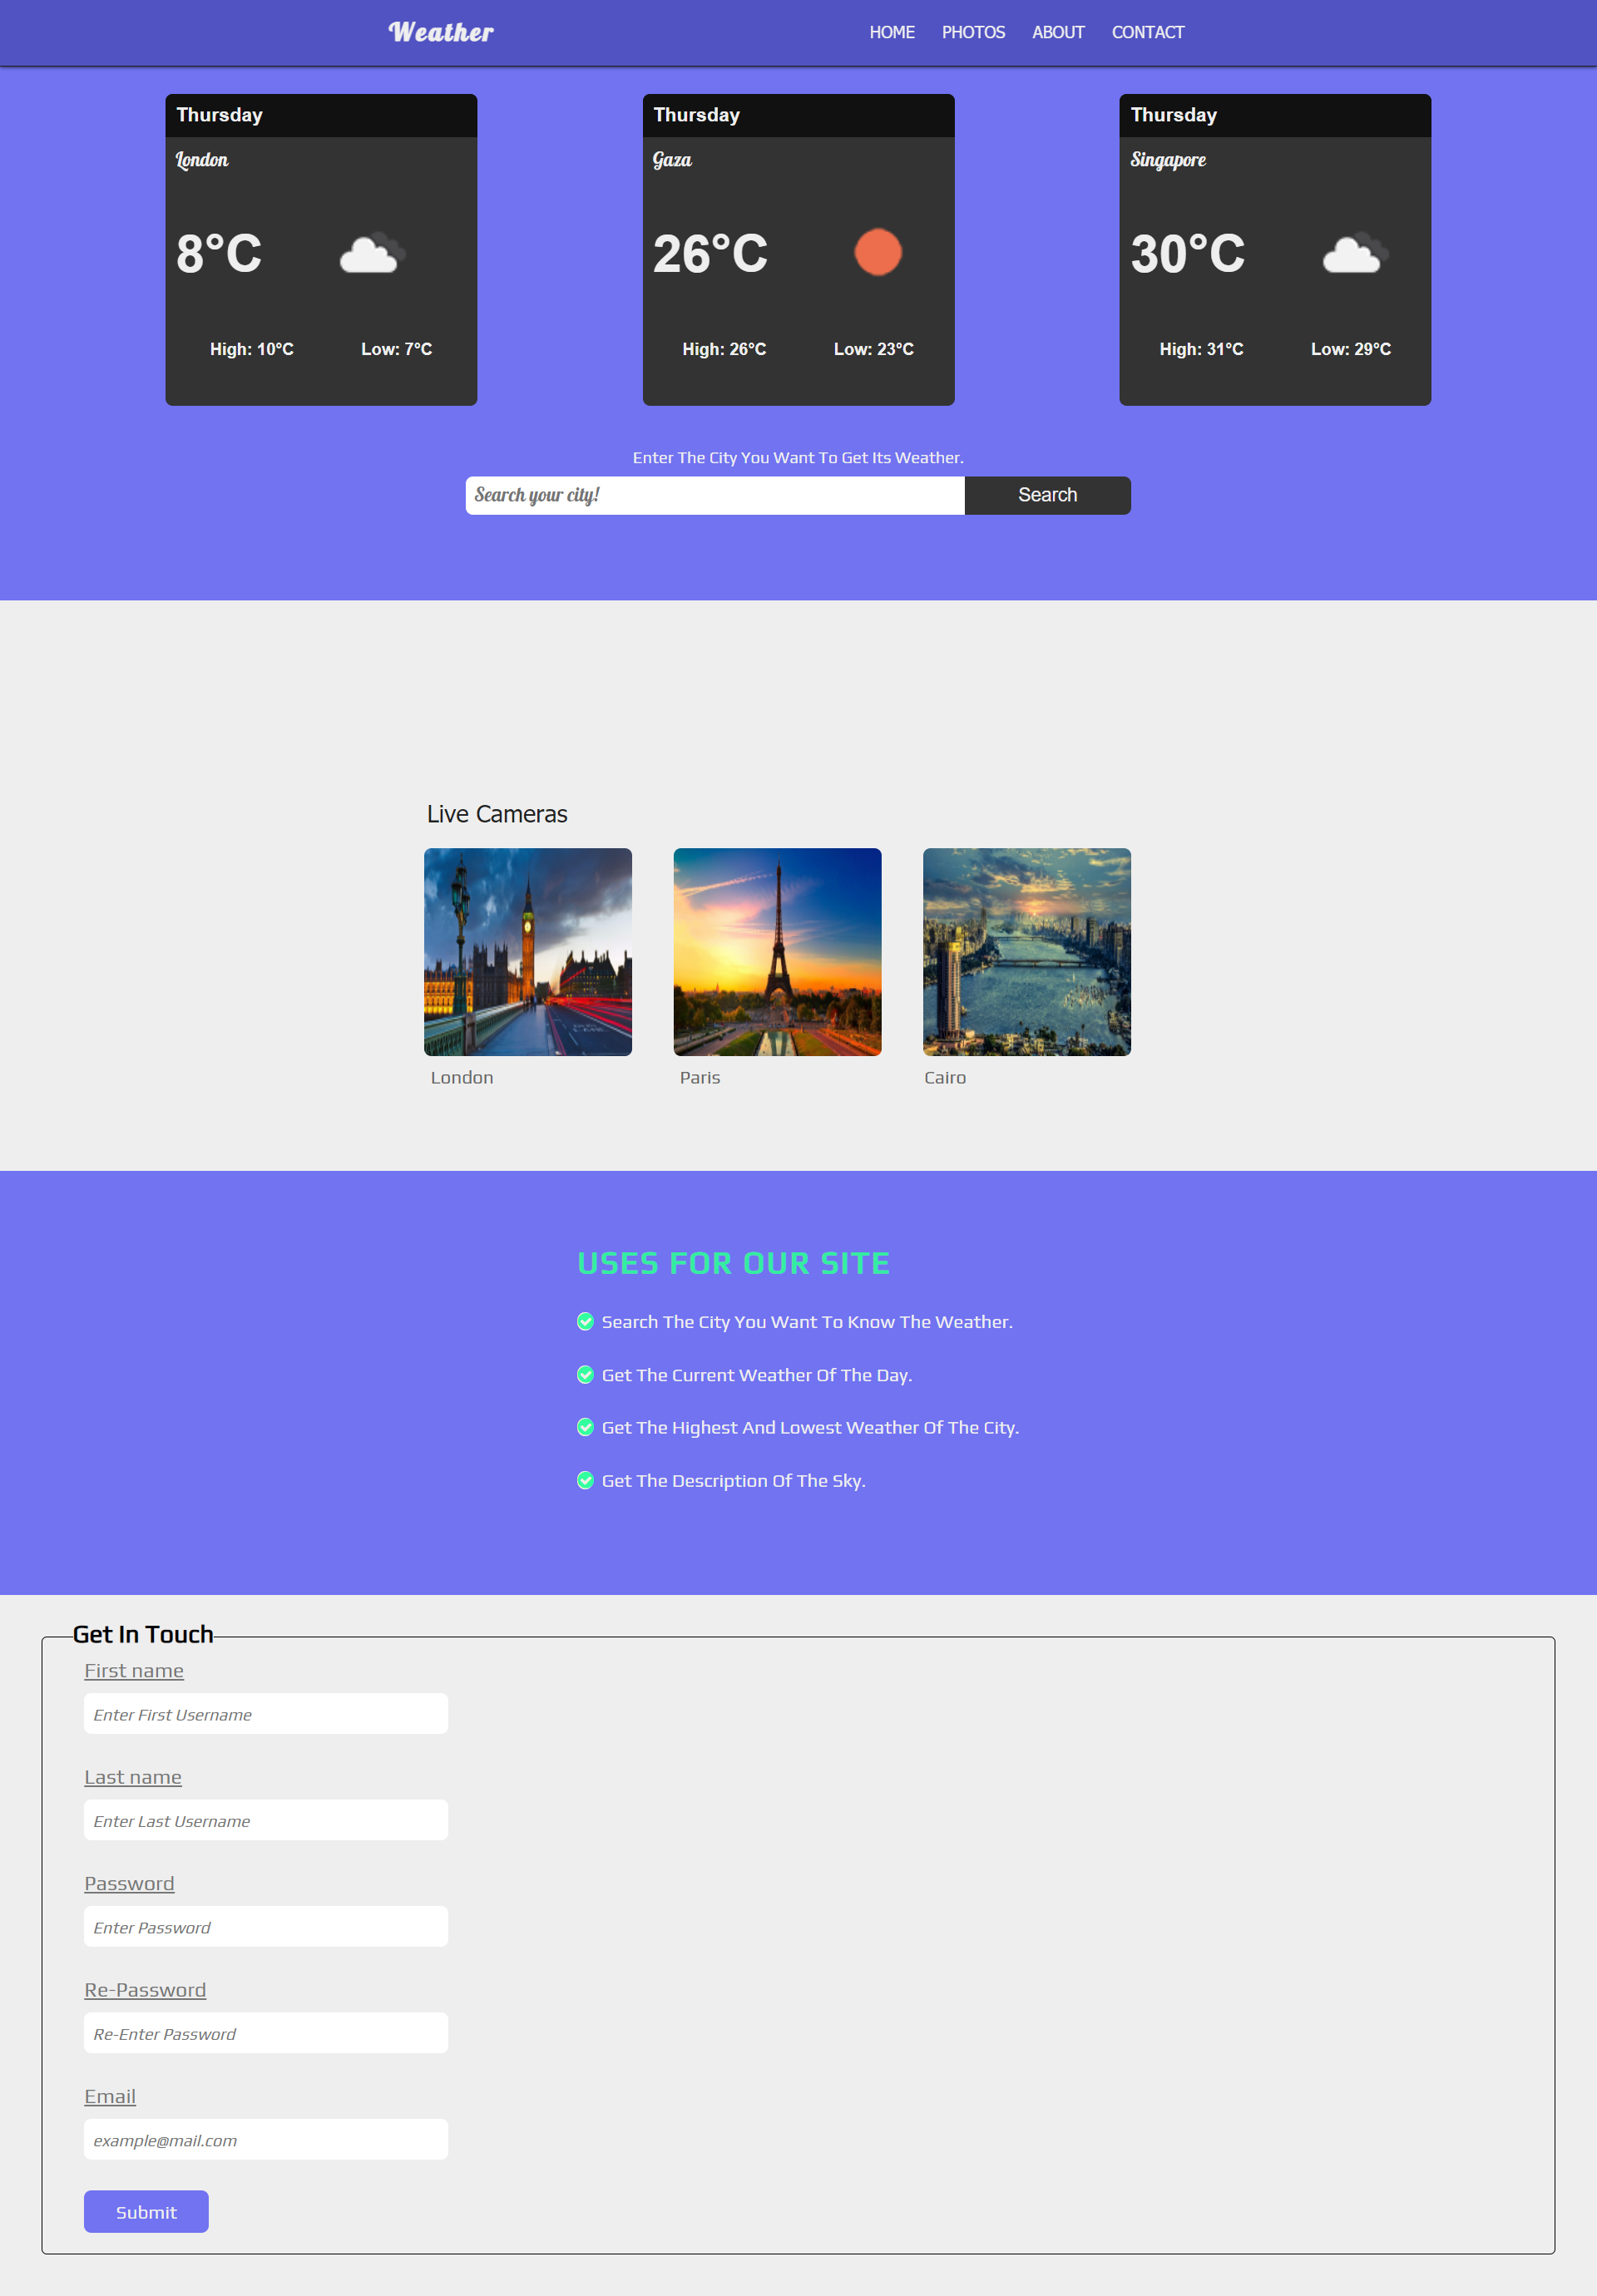 Weather
HOME PHOTOS ABOUT CONTACT
Thursday
London
8°C
High: 10°C Low: 7°C
Thursday
Gaza
26°C
High: 26°C Low: 23°C
Thursday
Singapore
30°C
High: 31°C Low: 29°C
Enter The City You Want To Get Its Weather.
Search your city! Search
Live Cameras
London Paris Cairo
USES FOR OUR SITE
Search The City You Want To Know The Weather.
Get The Current Weather Of The Day.
Get The Highest And Lowest Weather Of The City.
Get The Description Of The Sky.
Get In Touch
First name
Enter First Username
Last name
Enter Last Username
Password
Enter Password
Re-Password
Re-Enter Password
Email
example@mail.com
Submit